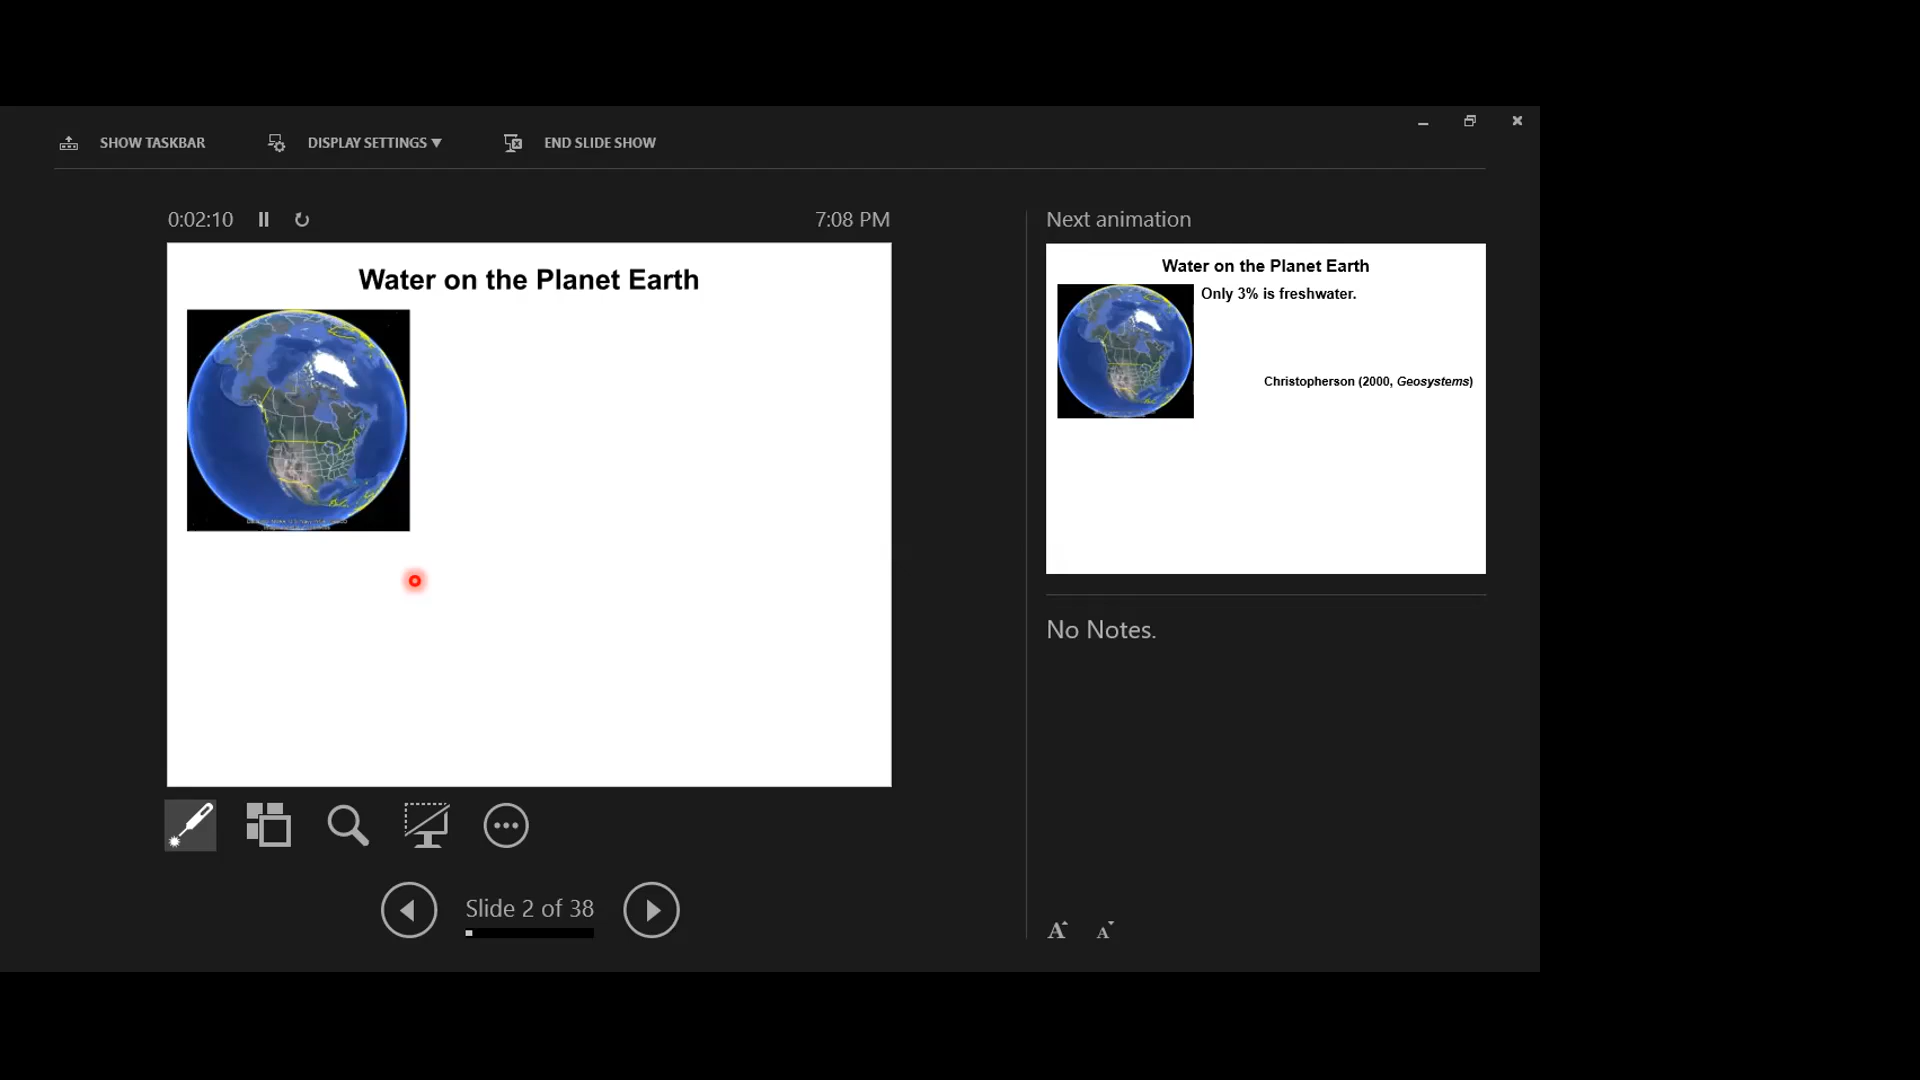 SHOW TASKBAR
DISPLAY SETTINGS ▼
END SLIDE SHOW
0:02:10
7:08 PM
Water on the Planet Earth
Next animation
Water on the Planet Earth
Only 3% is freshwater.
Christopherson (2000, Geosystems)
No Notes.
Slide 2 of 38
A A